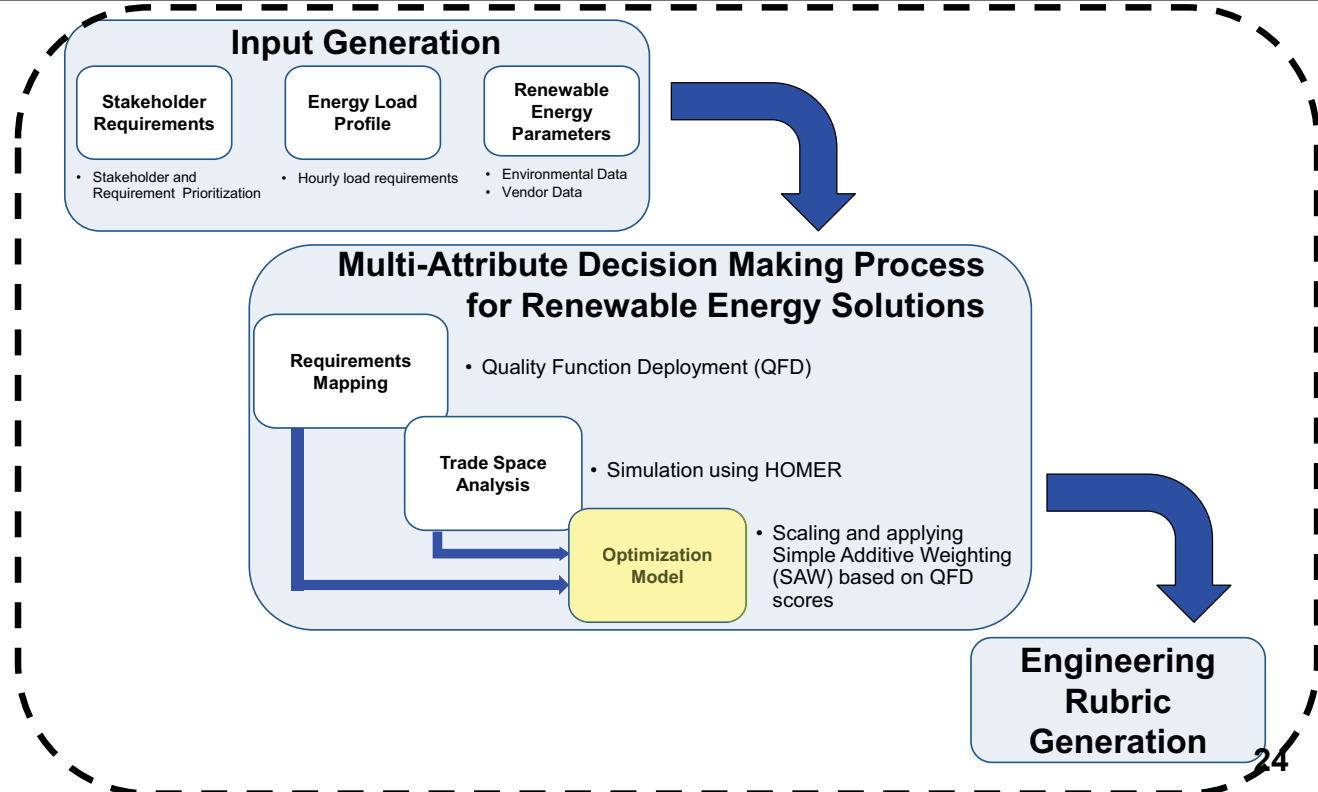 Input Generation
Stakeholder
Requirements
Energy Load
Profile
Renewable
Energy
Parameters
• Stakeholder and
Requirement Prioritization
• Hourly load requirements
• Environmental Data
• Vendor Data
Multi-Attribute Decision Making Process
for Renewable Energy Solutions
Requirements
Mapping
• Quality Function Deployment (QFD)
Trade Space
Analysis
• Simulation using HOMER
Optimization
Model
• Scaling and applying
Simple Additive Weighting
(SAW) based on QFD
scores
Engineering
Rubric
Generation
24